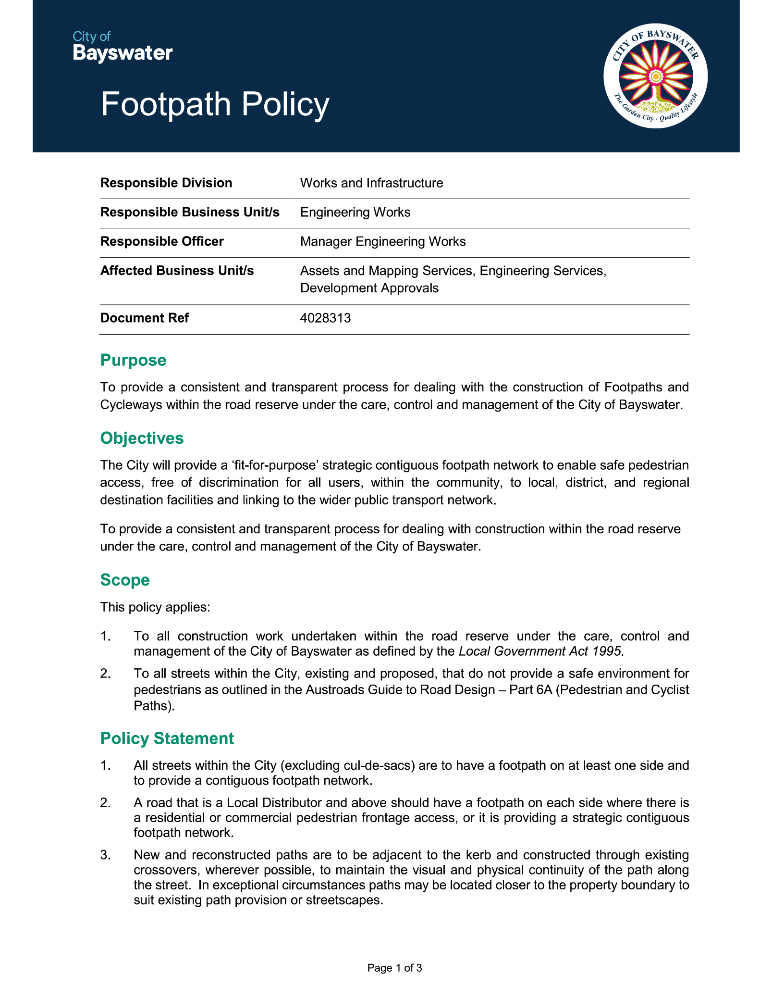 City of
Bayswater
CITY OF BAYSWATER
The Garden City - Quality Lifestyle
Footpath Policy
Responsible Division Works and Infrastructure
Responsible Business Unit/s Engineering Works
Responsible Officer Manager Engineering Works
Affected Business Unit/s Assets and Mapping Services, Engineering Services,
Development Approvals
Document Ref 4028313
Purpose
To provide a consistent and transparent process for dealing with the construction of Footpaths and
Cycleways within the road reserve under the care, control and management of the City of Bayswater.
Objectives
The City will provide a ‘fit-for-purpose’ strategic contiguous footpath network to enable safe pedestrian
access, free of discrimination for all users, within the community, to local, district, and regional
destination facilities and linking to the wider public transport network.
To provide a consistent and transparent process for dealing with construction within the road reserve
under the care, control and management of the City of Bayswater.
Scope
This policy applies:
1. To all construction work undertaken within the road reserve under the care, control and
management of the City of Bayswater as defined by the Local Government Act 1995.
2. To all streets within the City, existing and proposed, that do not provide a safe environment for
pedestrians as outlined in the Austroads Guide to Road Design – Part 6A (Pedestrian and Cyclist
Paths).
Policy Statement
1. All streets within the City (excluding cul-de-sacs) are to have a footpath on at least one side and
to provide a contiguous footpath network.
2. A road that is a Local Distributor and above should have a footpath on each side where there is
a residential or commercial pedestrian frontage access, or it is providing a strategic contiguous
footpath network.
3. New and reconstructed paths are to be adjacent to the kerb and constructed through existing
crossovers, wherever possible, to maintain the visual and physical continuity of the path along
the street. In exceptional circumstances paths may be located closer to the property boundary to
suit existing path provision or streetscapes.
Page 1 of 3